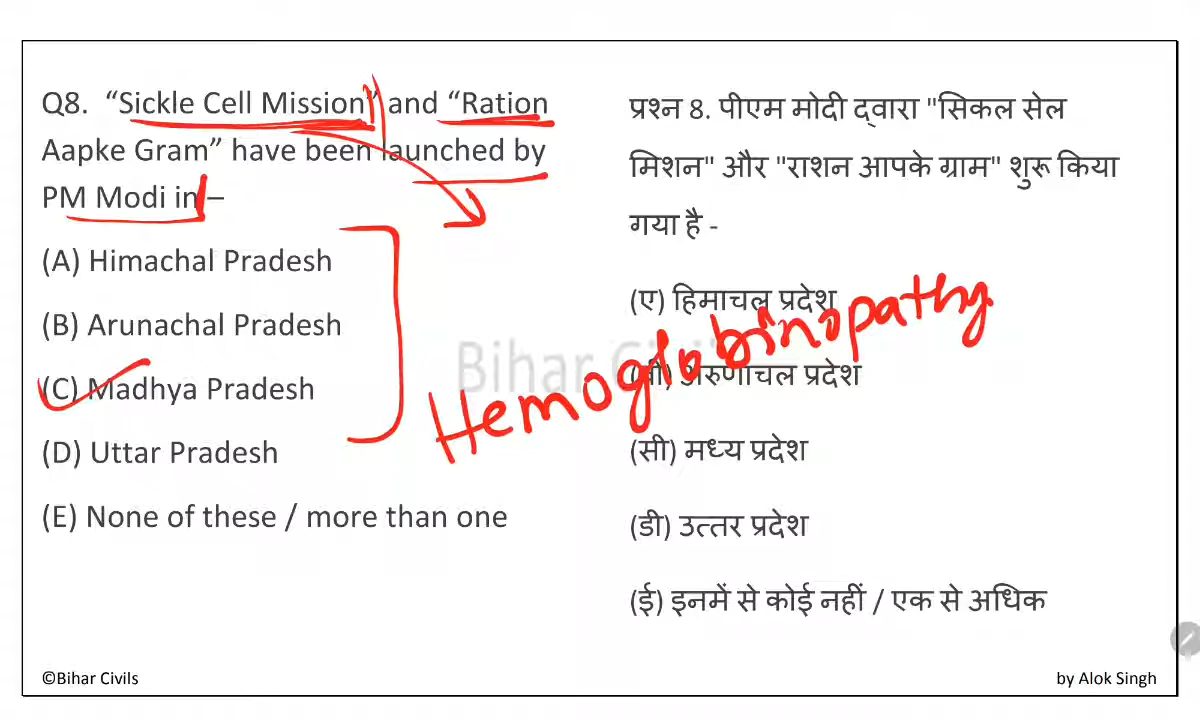 Q8. “Sickle Cell Mission” and “Ration
Aapke Gram” have been launched by
PM Modi in –
(A) Himachal Pradesh
(B) Arunachal Pradesh
(C) Madhya Pradesh
(D) Uttar Pradesh
(E) None of these / more than one
प्रश्न 8. पीएम मोदी द्वारा "सिकल सेल
मिशन" और "राशन आपके ग्राम" शुरू किया
गया है -
(ए) हिमाचल प्रदेश
(बी) अरुणाचल प्रदेश
(सी) मध्य प्रदेश
(डी) उत्तर प्रदेश
(ई) इनमें से कोई नहीं / एक से अधिक
Hemoglobinopathy
Bihar Civils
©Bihar Civils
by Alok Singh